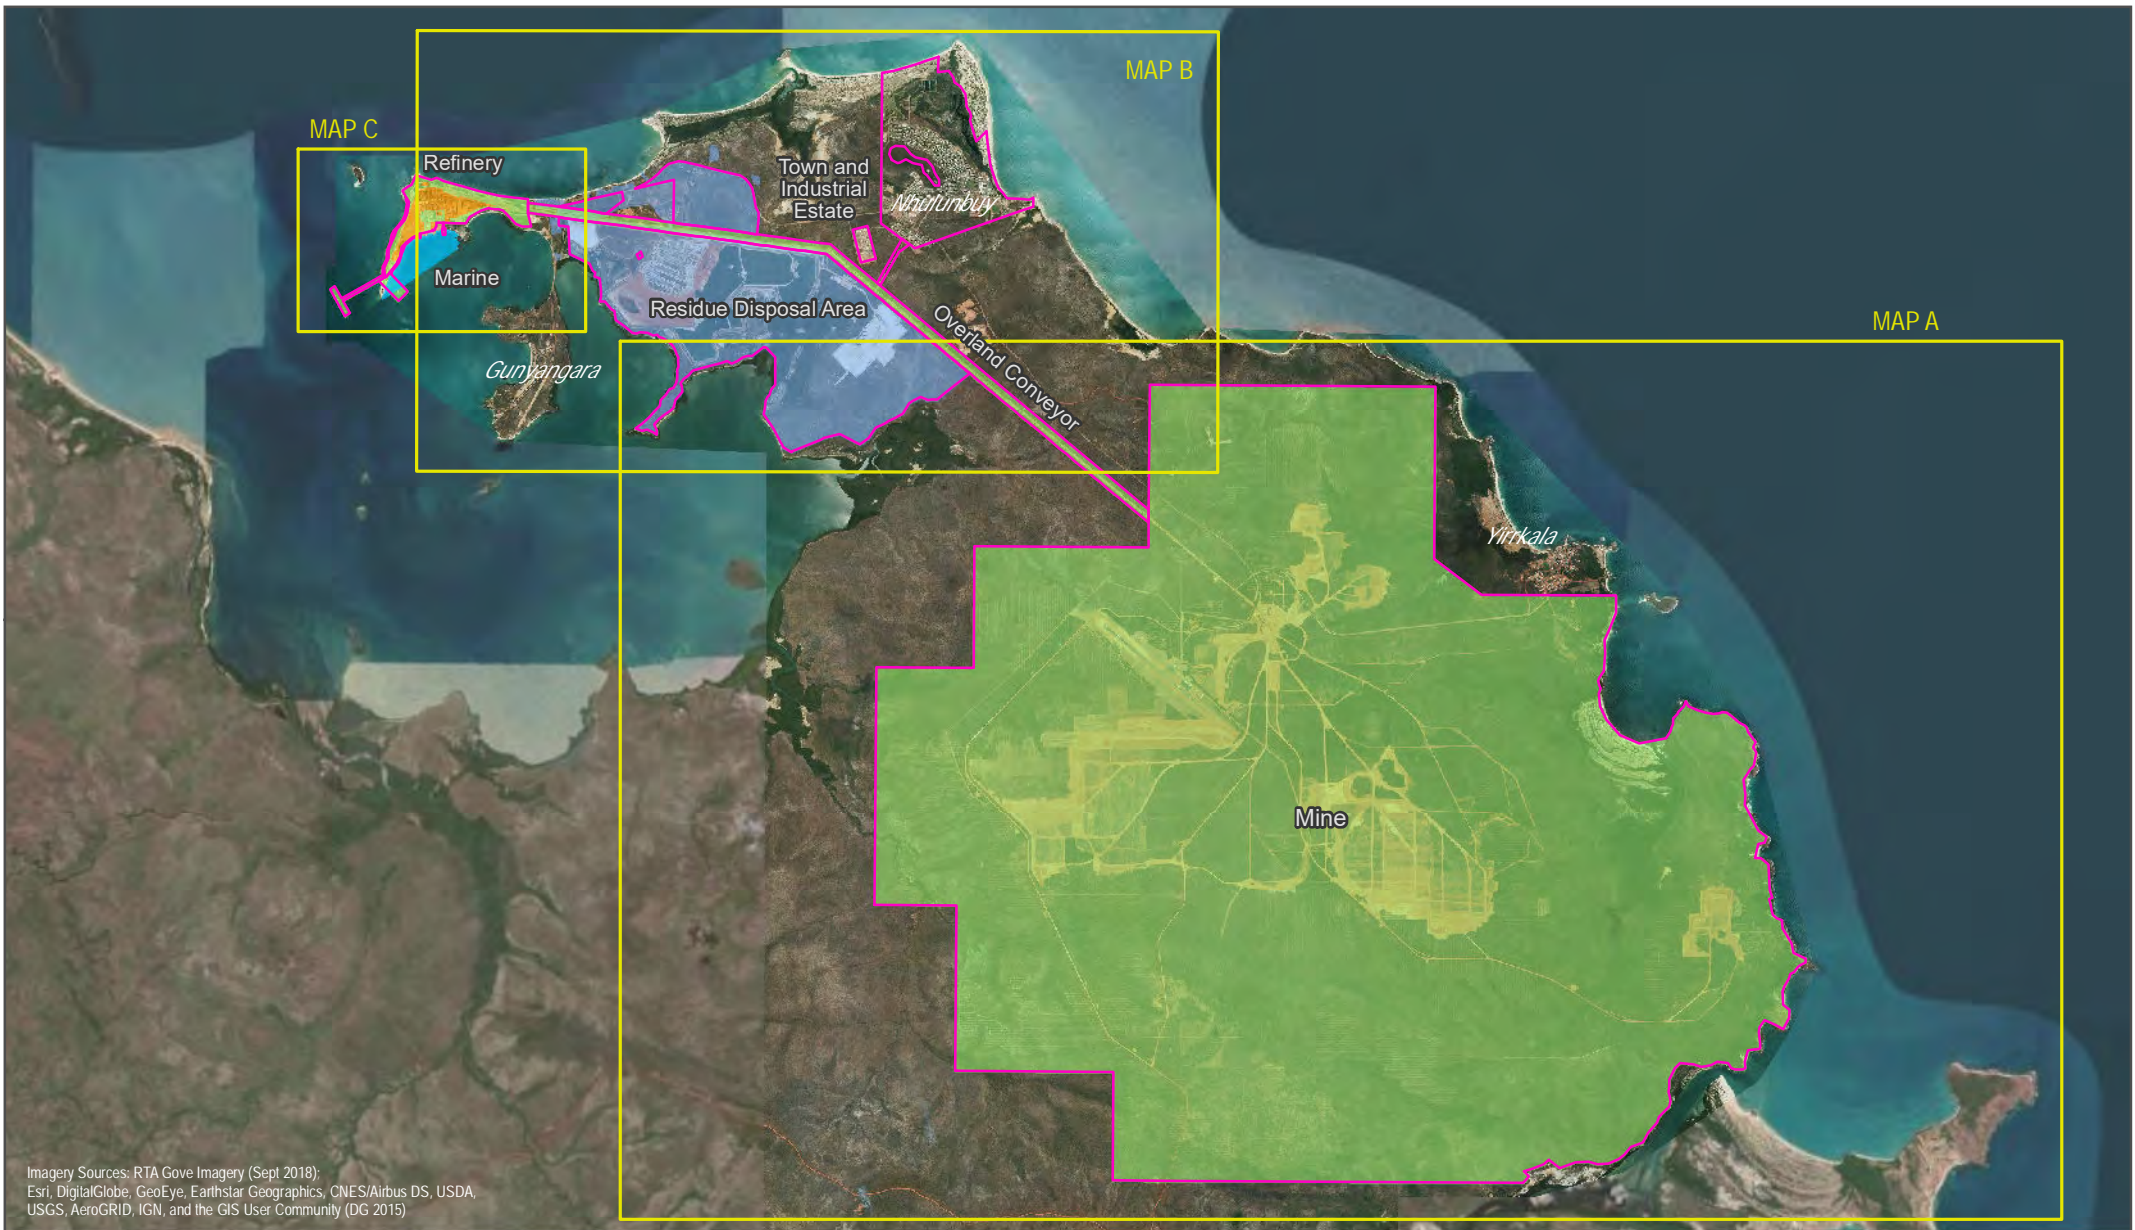 MAP B
MAP C
Refinery
Town and
Industrial
Estate
Nhulunbuy
Marine
Residue Disposal Area
Overland Conveyor
MAP A
Gunyangara
Yirrkala
Mine
Imagery Sources: RTA Gove Imagery (Sept 2018);
Esri, DigitalGlobe, GeoEye, Earthstar Geographics, CNES/Airbus DS, USDA,
USGS, AeroGRID, IGN, and the GIS User Community (DG 2015)